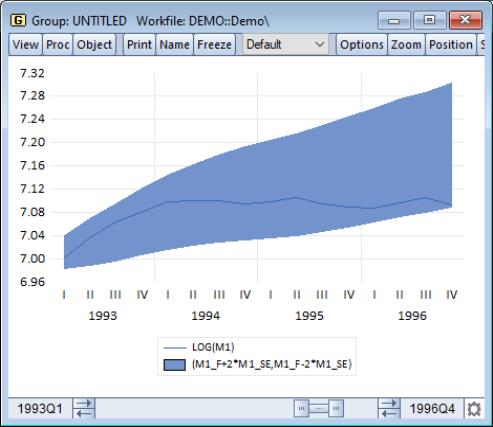 G Group: UNTITLED Workfile: DEMO::Demo\
View Proc Object Print Name Freeze Default Options Zoom Position S
7.32
7.28
7.24
7.20
7.16
7.12
7.08
7.04
7.00
6.96
I II III IV I II III IV I II III IV I II III IV
1993 1994 1995 1996
LOG(M1)
(M1_F+2*M1_SE,M1_F-2*M1_SE)
1993Q1 1996Q4